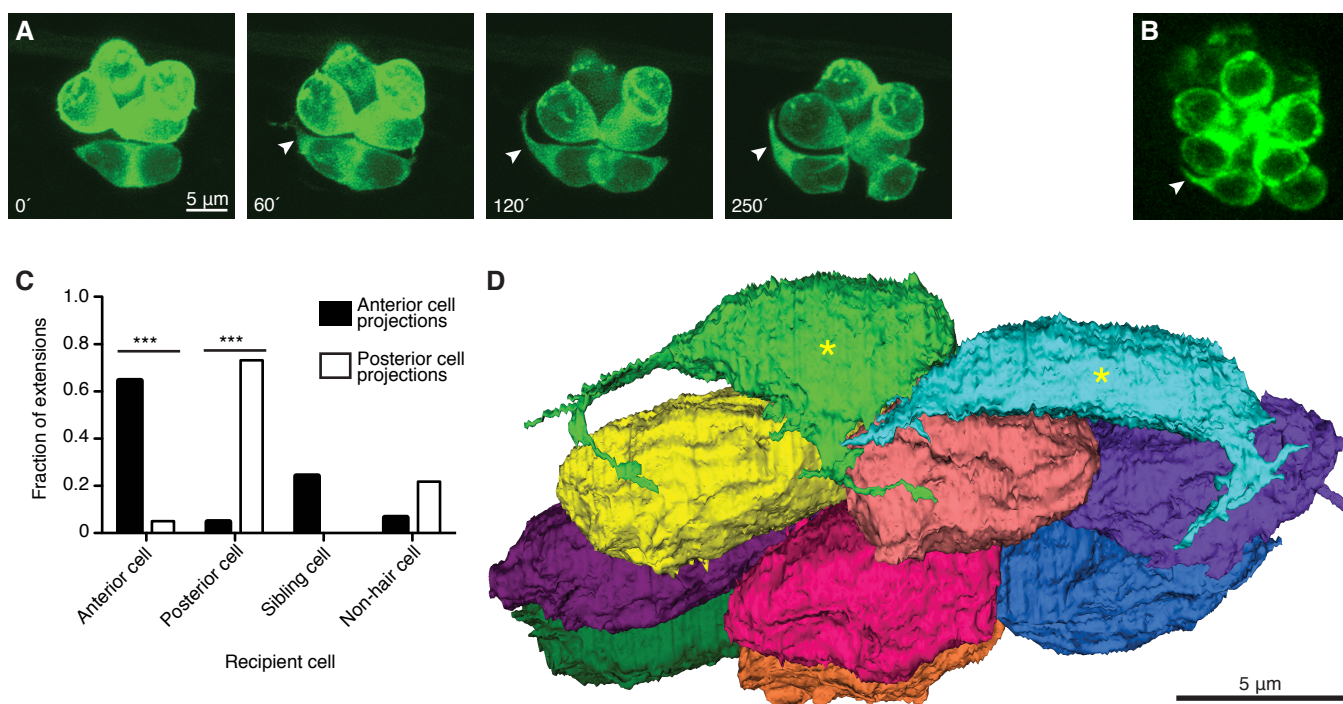 A
B
0´
5 µm
60´
120´
250´
C
D
1.0
0.8
0.6
0.4
0.2
0
Fraction of extensions
***
***
Anterior cell
projections
Posterior cell
projections
Anterior cell
Posterior cell
Sibling cell
Non-hair cell
Recipient cell
*
*
5 µm